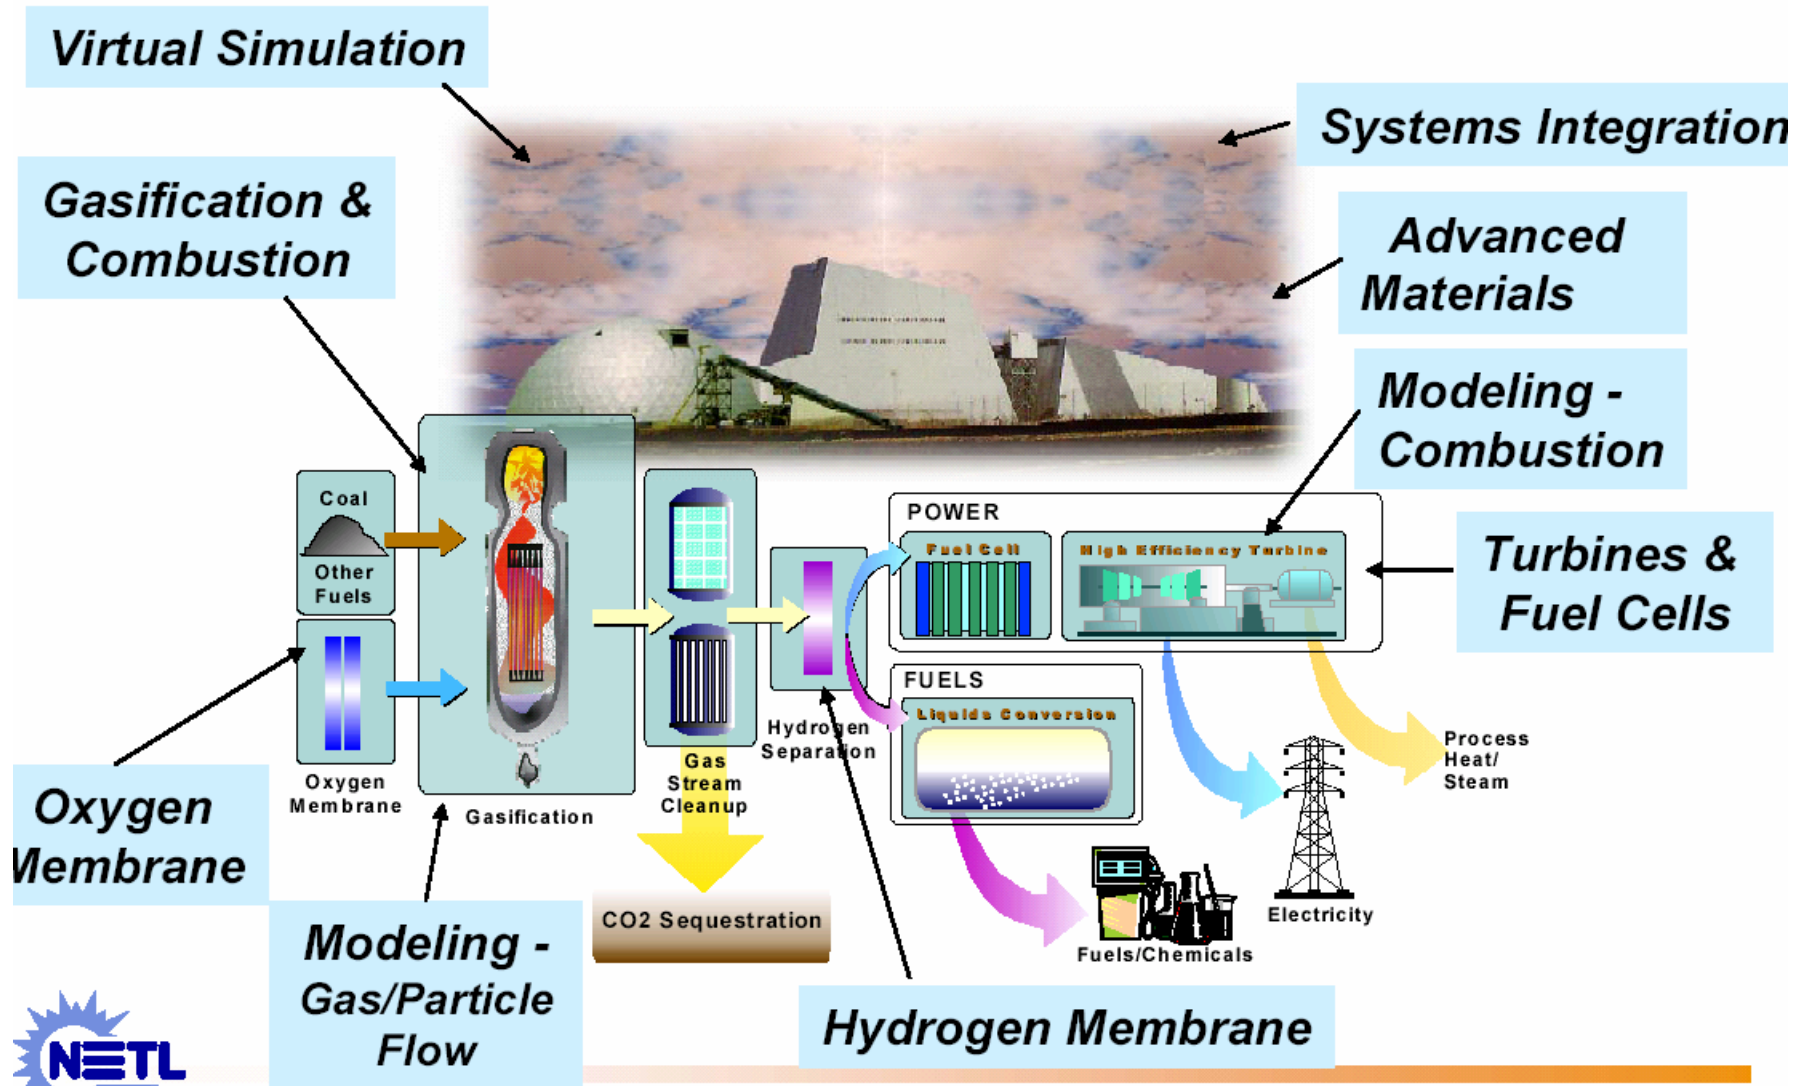 Virtual Simulation
Systems Integration
Gasification &
Combustion
Advanced
Materials
Modeling -
Combustion
Turbines &
Fuel Cells
Coal
Other
Fuels
Oxygen
Membrane
Gasification
Gas
Stream
Cleanup
Hydrogen
Separation
POWER
Fuel Cell
High Efficiency Turbine
FUELS
Liquids Conversion
Process
Heat/
Steam
Electricity
Fuels/Chemicals
CO2 Sequestration
Oxygen
Membrane
Modeling -
Gas/Particle
Flow
Hydrogen Membrane
NETL